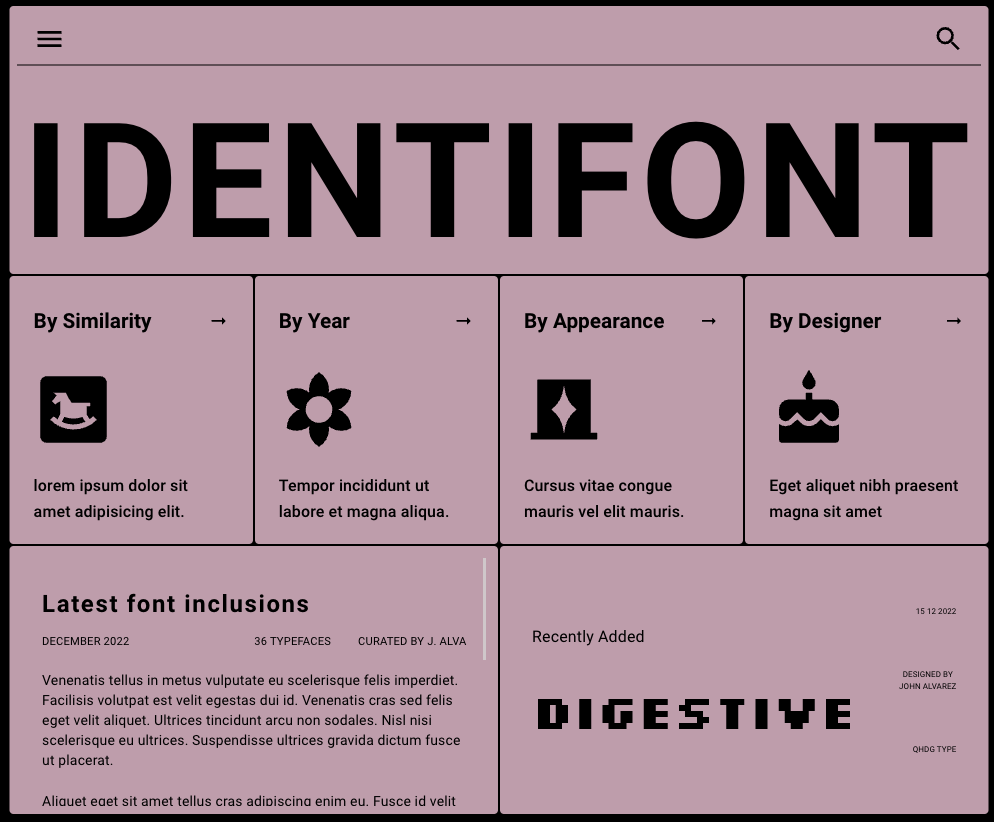 IDENTIFONT
By Similarity →
By Year →
By Appearance →
By Designer →
lorem ipsum dolor sit
amet adipisicing elit.
Tempor incididunt ut
labore et magna aliqua.
Cursus vitae congue
mauris vel elit mauris.
Eget aliquet nibh praesent
magna sit amet
Latest font inclusions
DECEMBER 2022 36 TYPEFACES CURATED BY J. ALVA
Venenatis tellus in metus vulputate eu scelerisque felis imperdiet.
Facilisis volutpat est velit egestas dui id. Venenatis cras sed felis
eget velit aliquet. Ultrices tincidunt arcu non sodales. Nisl nisi
scelerisque eu ultrices. Suspendisse ultrices gravida dictum fusce
ut placerat.
Aliquet eget sit amet tellus cras adipiscing enim eu. Fusce id velit
15 12 2022
Recently Added
DESIGNED BY
JOHN ALVAREZ
DIGESTIVE
QHDG TYPE